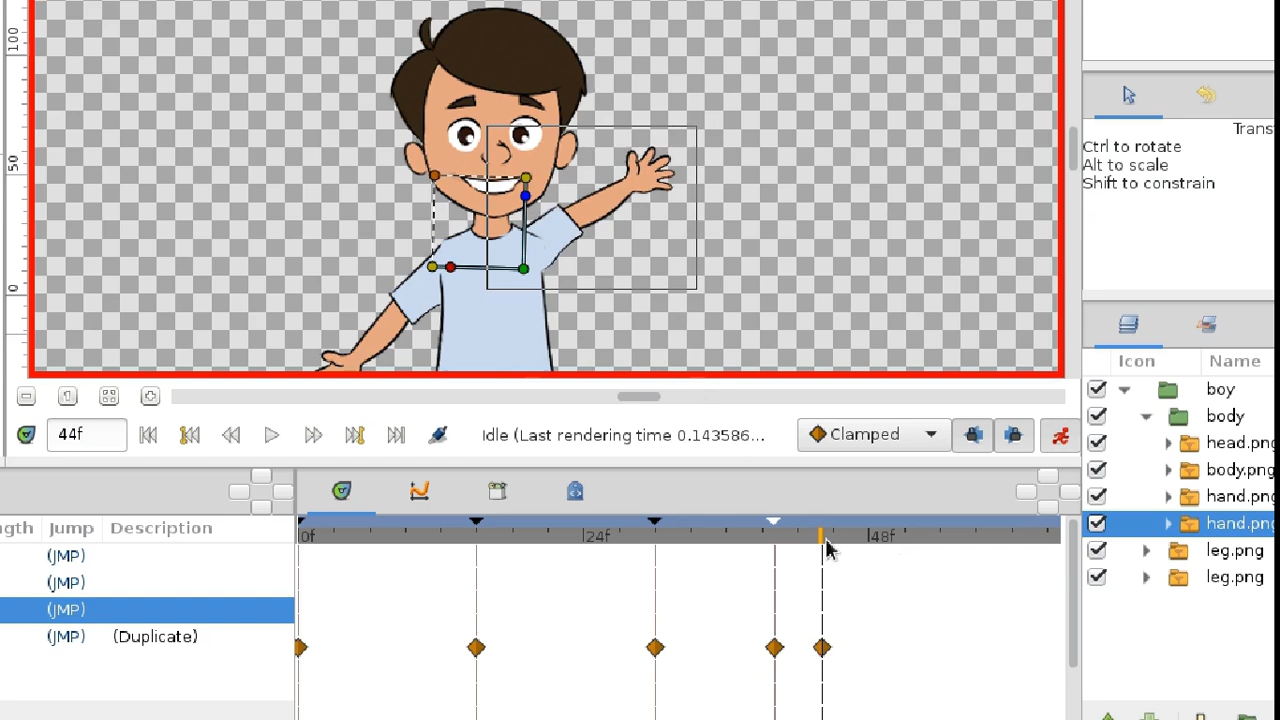 100
50
0
Trans
Ctrl to rotate
Alt to scale
Shift to constrain
Icon Name
boy
body
head.png
body.png
hand.png
hand.png
leg.png
leg.png
44f
Idle (Last rendering time 0.143586...
Clamped
ngth Jump Description
0f 24f 48f
(JMP)
(JMP)
(JMP)
(JMP) (Duplicate)